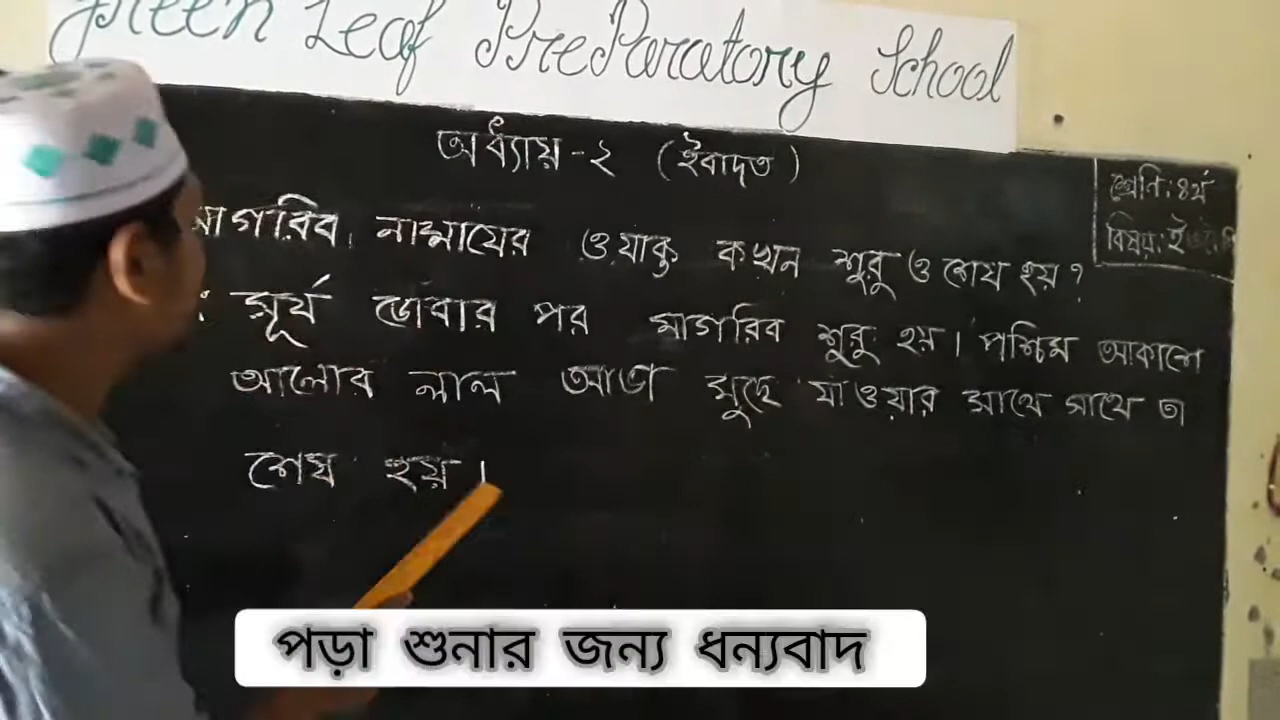 Green Leaf PreParatory School
অধ্যায় -২ (ইবাদত)
শ্রেণি: ৪র্থ
বিষয়: ই
মাগরিব নামাযের ওয়াক্ত কখন শুরু ও শেষ হয় ?
: সূর্য ডোবার পর মাগরিব শুরু হয় । পশ্চিম আকাশে
আলোর লাল আভা মুছে যাওয়ার সাথে সাথে তা
শেষ হয় ।
পড়া শুনার জন্য ধন্যবাদ